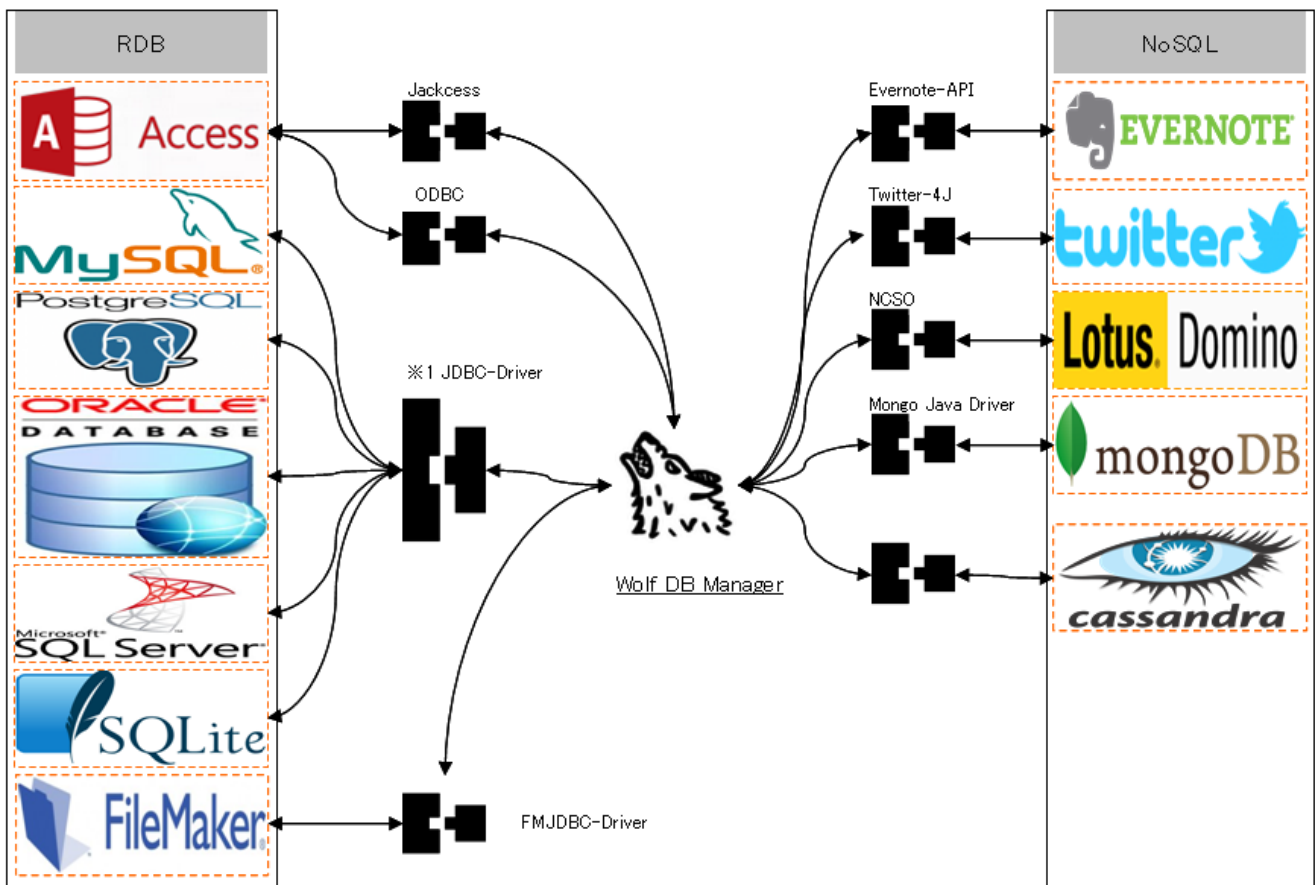 RDB
NoSQL
A Access
Jackcess
Evernote-API
EVERNOTE®
MySQL®
ODBC
Twitter-4J
twitter
PostgreSQL
NCSO
Lotus® Domino
※1 JDBC-Driver
ORACLE®
DATABASE
Mongo Java Driver
mongoDB
Wolf DB Manager
cassandra
Microsoft®
SQL Server®
SQLite
FileMaker®
FMJDBC-Driver